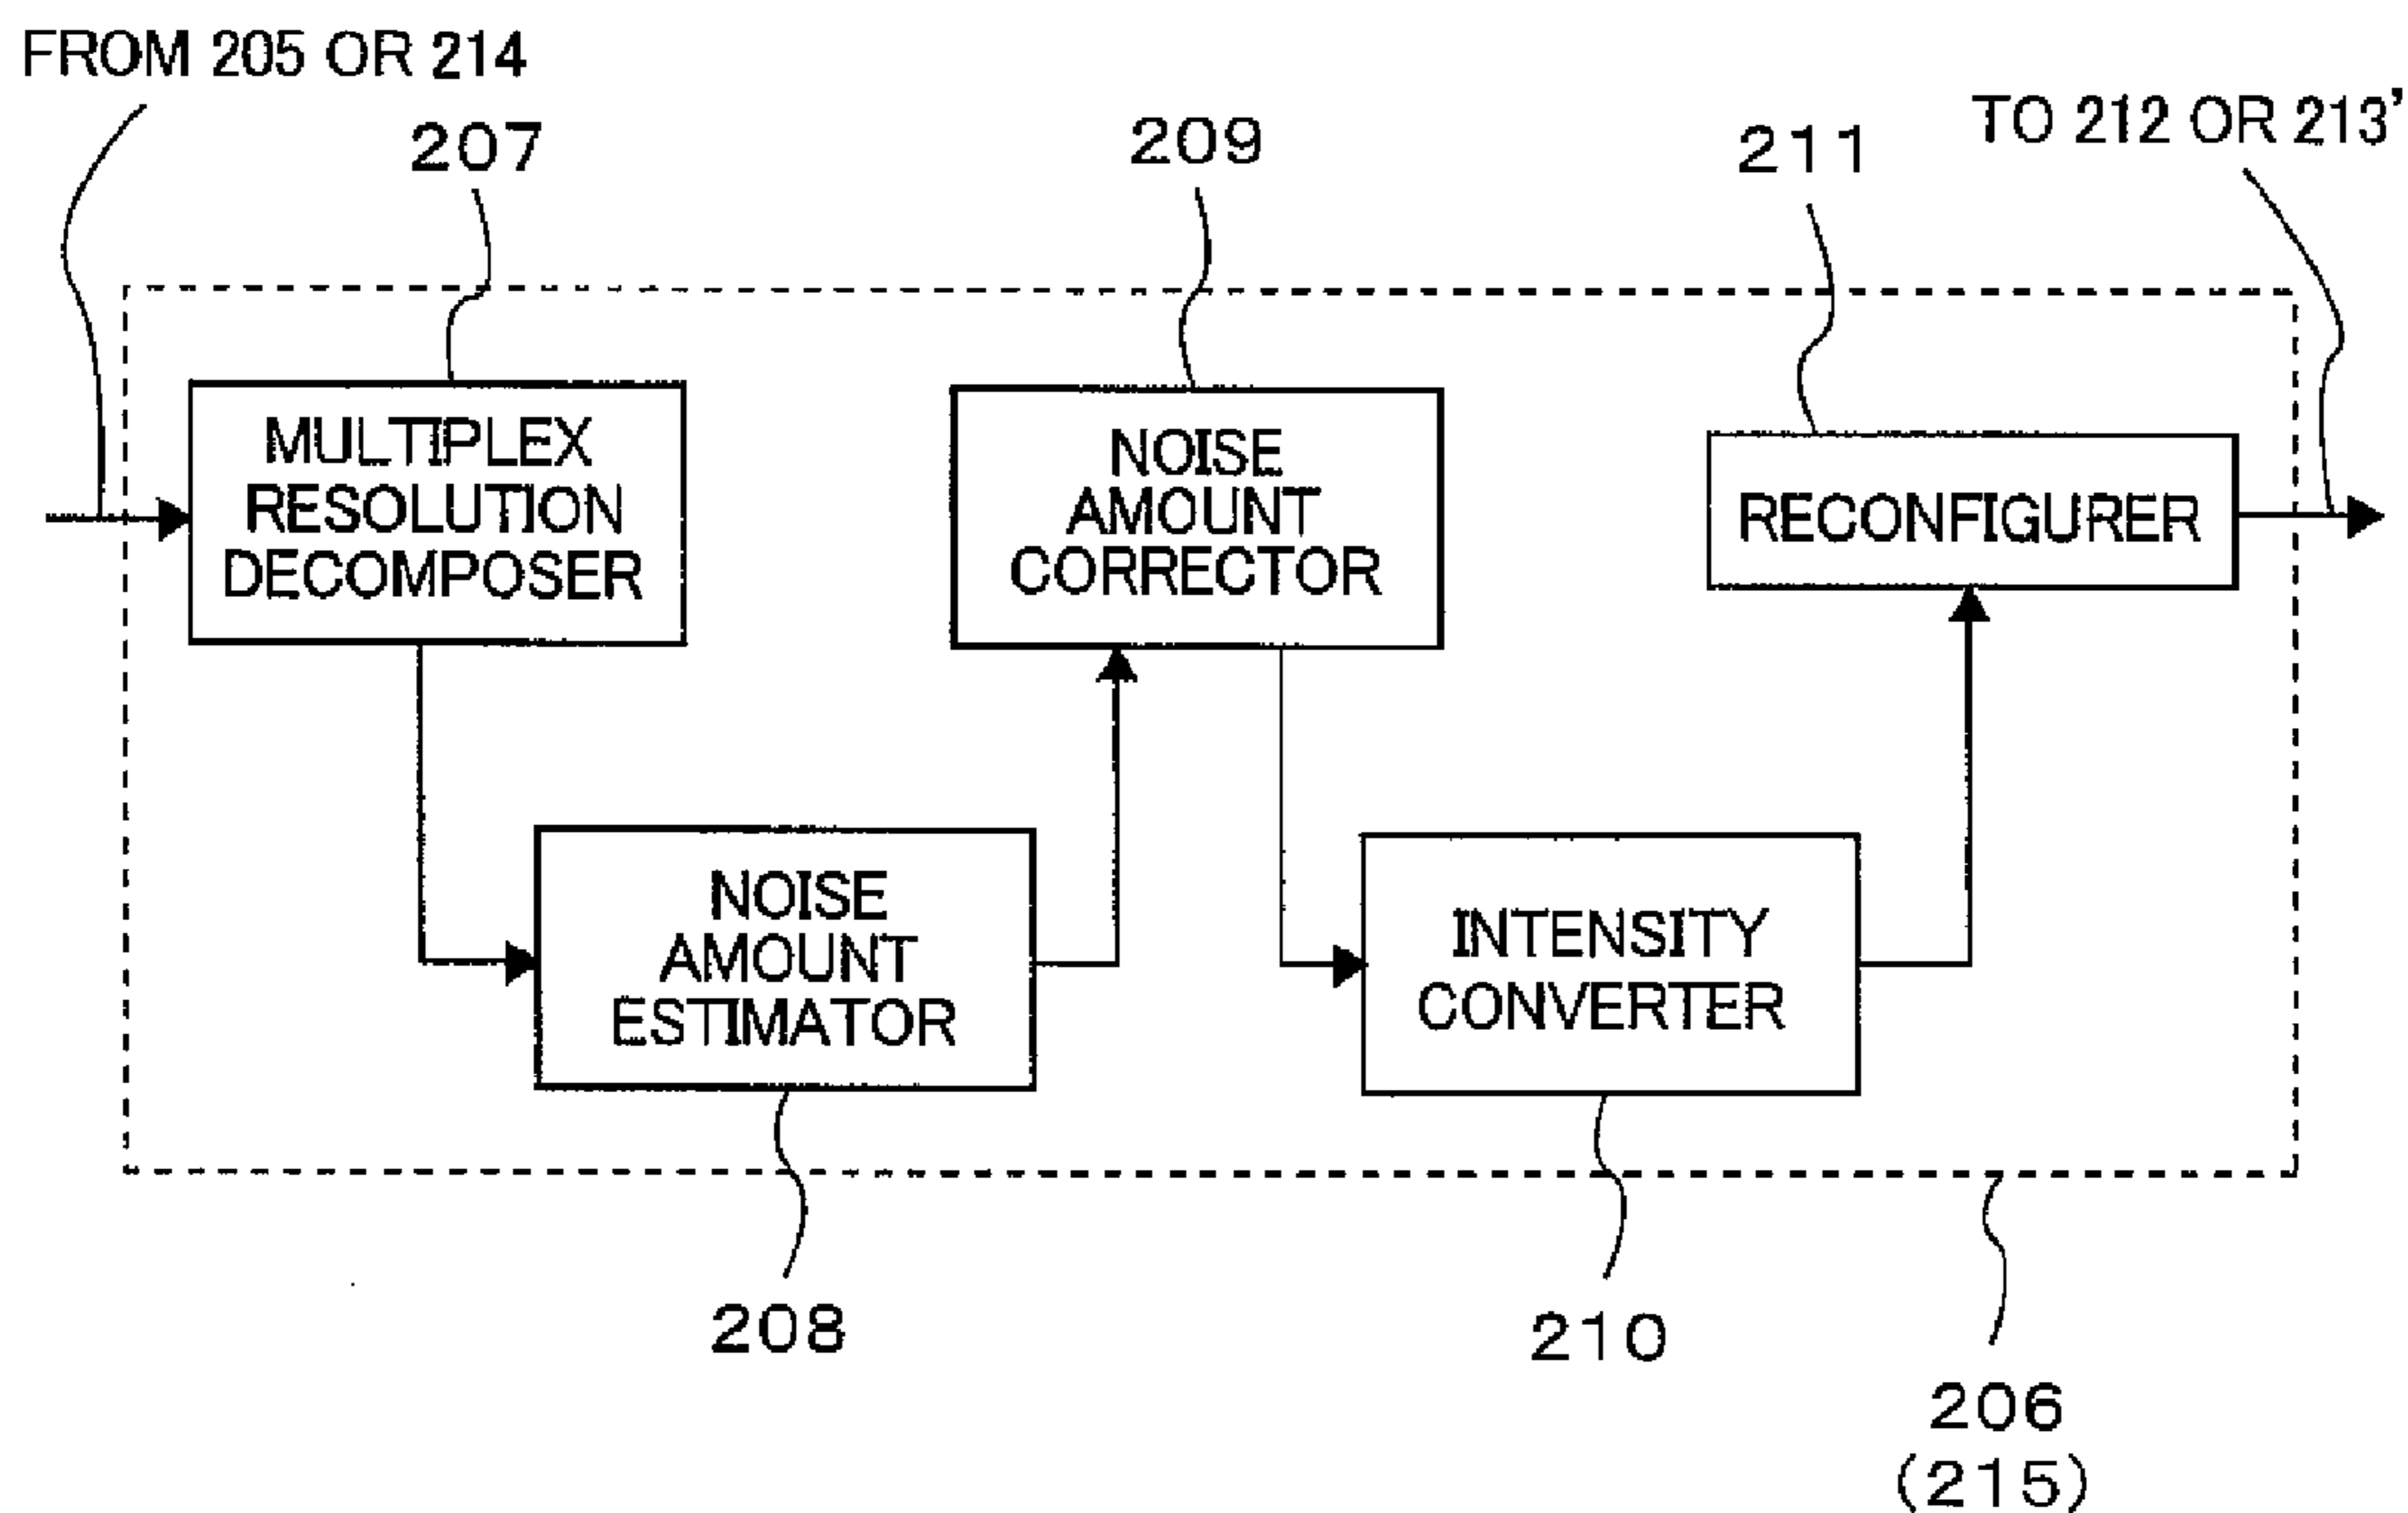 FROM 205 OR 214
207
209
211
TO 212 OR 213'
MULTIPLEX
RESOLUTION
DECOMPOSER
NOISE
AMOUNT
CORRECTOR
RECONFIGURER
NOISE
AMOUNT
ESTIMATOR
INTENSITY
CONVERTER
208
210
206
(215)